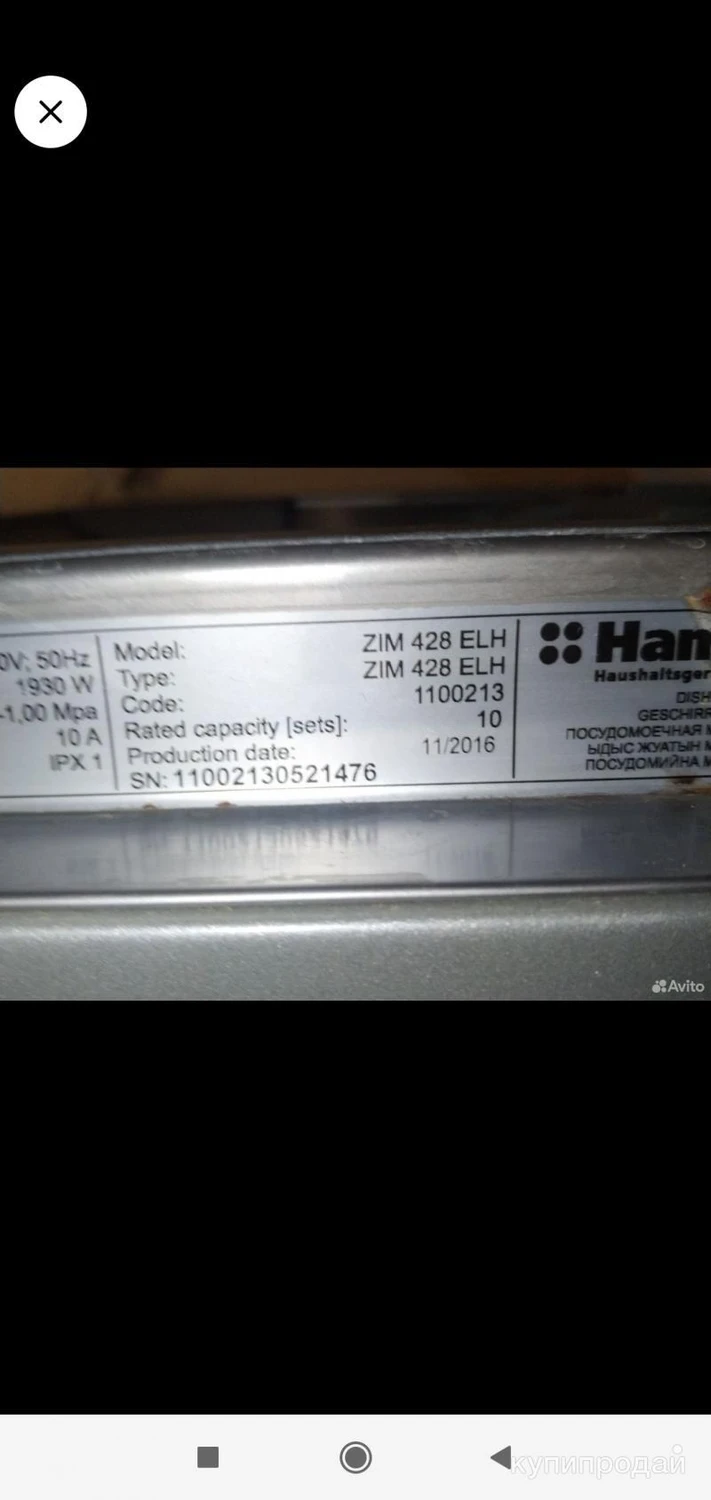 0V; 50Hz
1930 W
-1,00 Mpa
10 A
IPX 1
Model: ZIM 428 ELH
Type: ZIM 428 ELH
Code: 1100213
Rated capacity [sets]: 10
Production date: 11/2016
SN: 11002130521476
Han
Haushaltsger
DISH
GESCHIRR
ПОСУДОМОЕЧНАЯ М
ЫДЫС ЖУАТЫН М
ПОСУДОМИЙНА М
Avito
купипродай